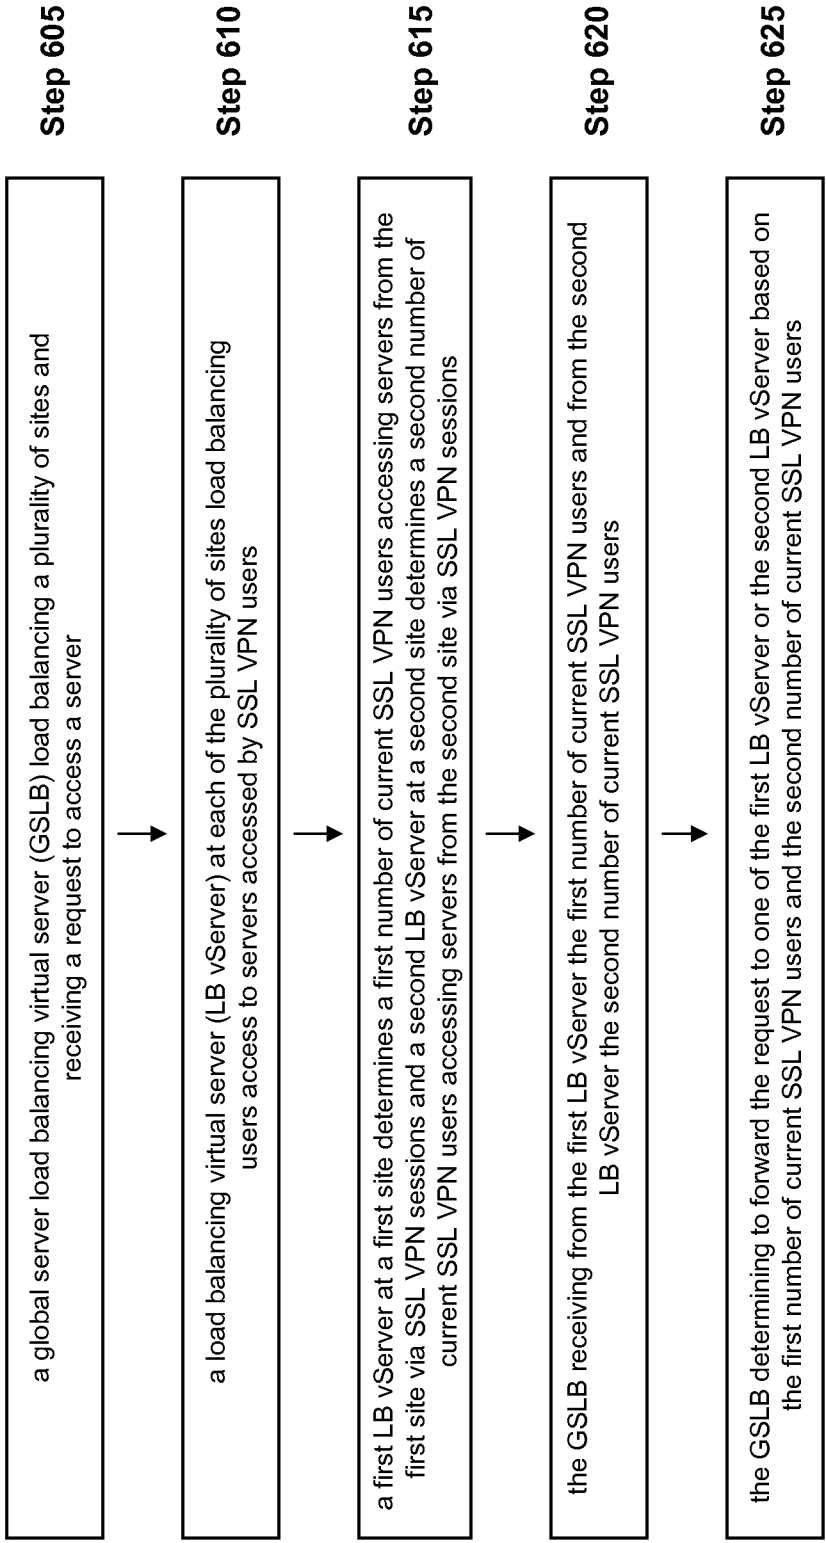 Step 605
a global server load balancing virtual server (GSLB) load balancing a plurality of sites and
receiving a request to access a server
Step 610
a load balancing virtual server (LB vServer) at each of the plurality of sites load balancing
users access to servers accessed by SSL VPN users
Step 615
a first LB vServer at a first site determines a first number of current SSL VPN users accessing servers from the
first site via SSL VPN sessions and a second LB vServer at a second site determines a second number of
current SSL VPN users accessing servers from the second site via SSL VPN sessions
Step 620
the GSLB receiving from the first LB vServer the first number of current SSL VPN users and from the second
LB vServer the second number of current SSL VPN users
Step 625
the GSLB determining to forward the request to one of the first LB vServer or the second LB vServer based on
the first number of current SSL VPN users and the second number of current SSL VPN users